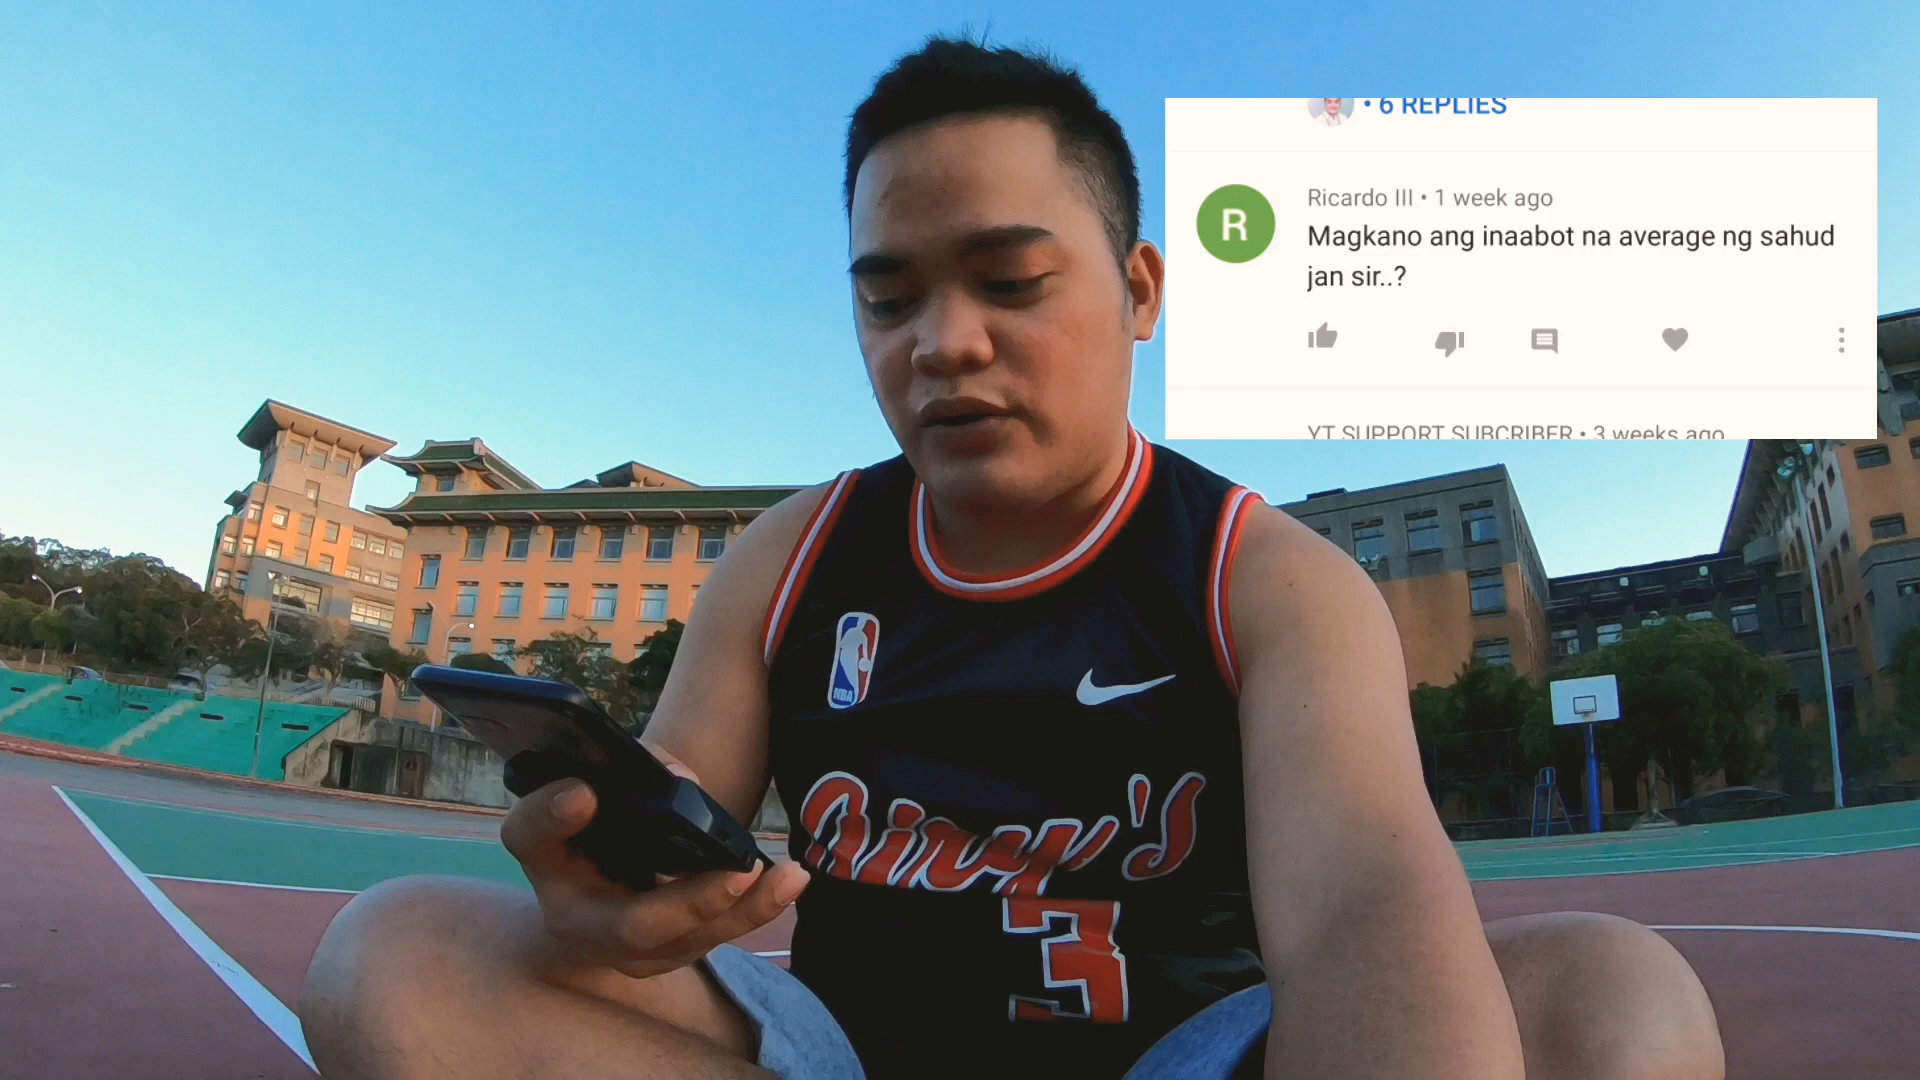 • 6 REPLIES
R
Ricardo III • 1 week ago
Magkano ang inaabot na average ng sahud
jan sir..?
YT SUPPORT SUBCRIBER • 3 weeks ago
NBA
3